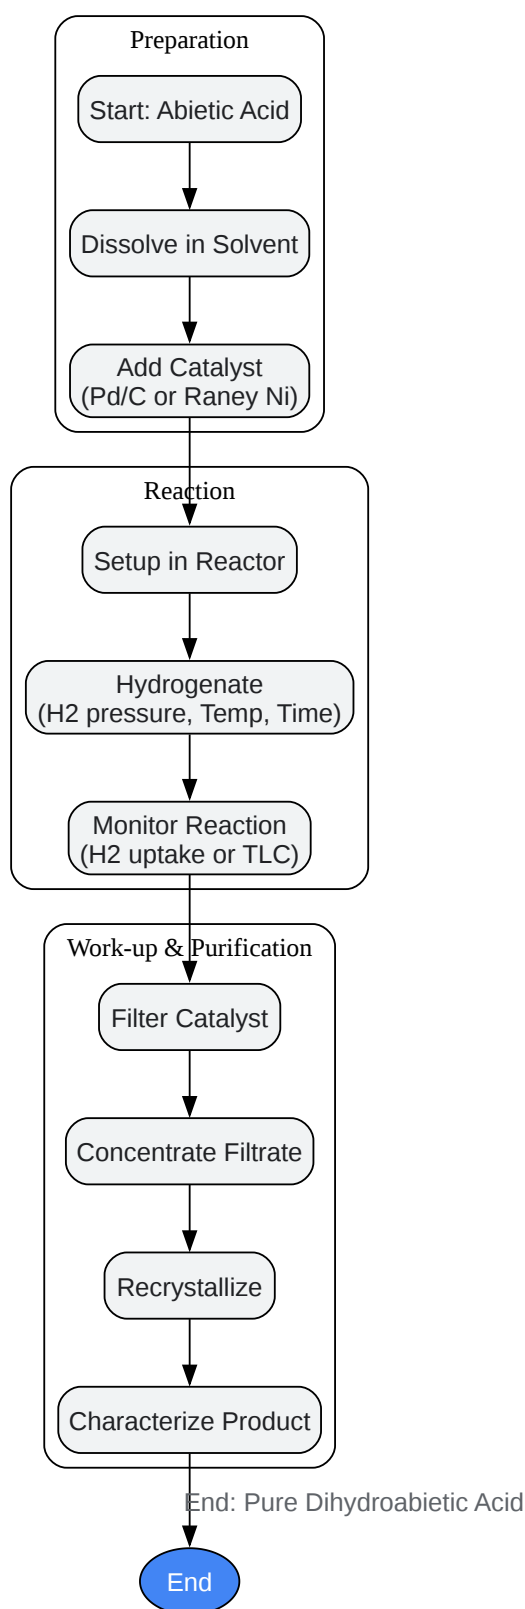 Preparation
Start: Abietic Acid
Dissolve in Solvent
Add Catalyst
(Pd/C or Raney Ni)
Reaction
Setup in Reactor
Hydrogenate
(H2 pressure, Temp, Time)
Monitor Reaction
(H2 uptake or TLC)
Work-up & Purification
Filter Catalyst
Concentrate Filtrate
Recrystallize
Characterize Product
End: Pure Dihydroabietic Acid
End